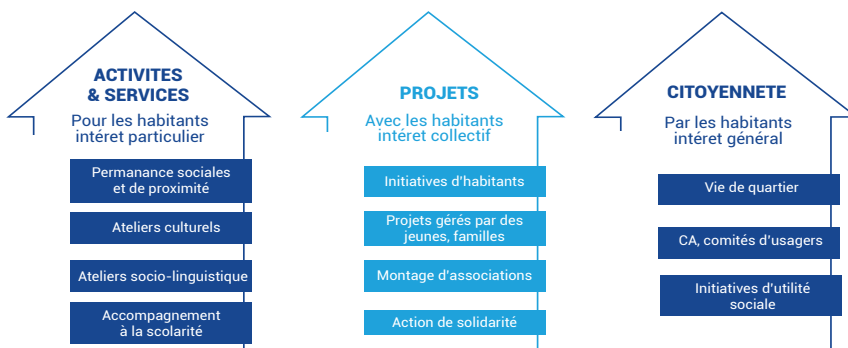 ACTIVITES
& SERVICES
Pour les habitants
intéret particulier
Permanance sociales
et de proximité
Ateliers culturels
Ateliers socio-linguistique
Accompagnement
à la scolarité
PROJETS
Avec les habitants
intéret collectif
Initiatives d'habitants
Projets gérés par des
jeunes, familles
Montage d'associations
Action de solidarité
CITOYENNETE
Par les habitants
intéret général
Vie de quartier
CA, comités d'usagers
Initiatives d'utilité
sociale